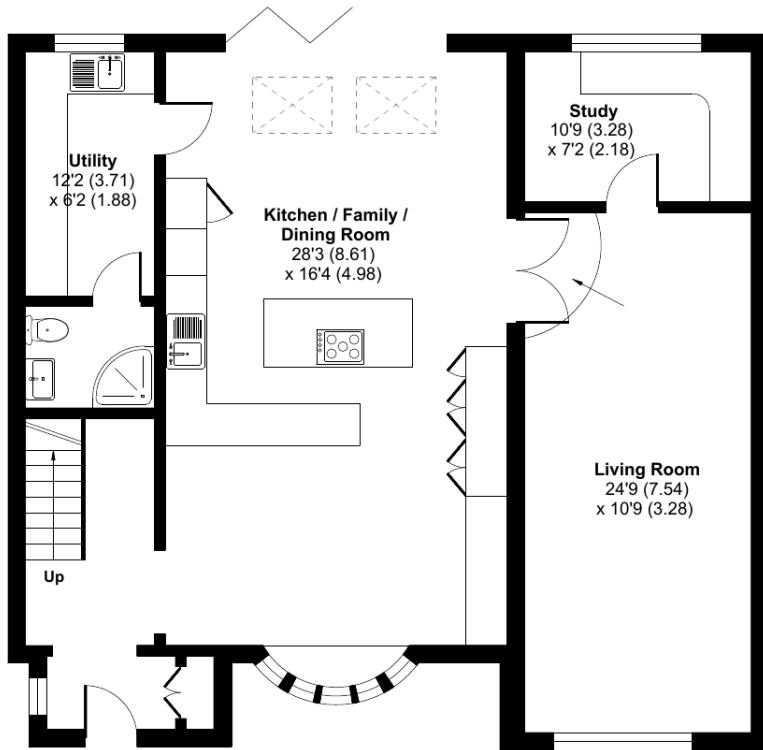 Utility
12'2 (3.71)
x 6'2 (1.88)
Kitchen / Family /
Dining Room
28'3 (8.61)
x 16'4 (4.98)
Study
10'9 (3.28)
x 7'2 (2.18)
Living Room
24'9 (7.54)
x 10'9 (3.28)
Up